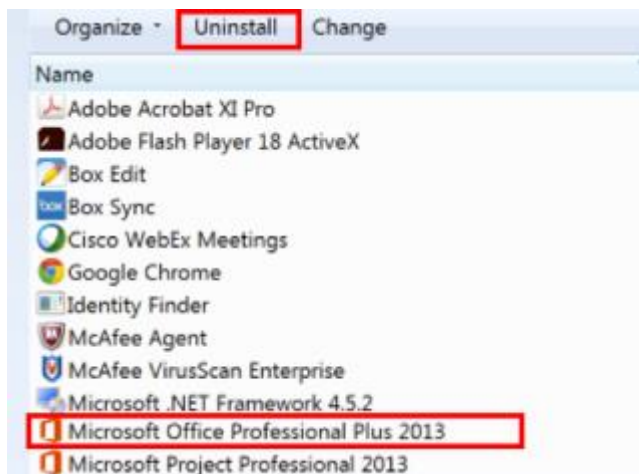 Organize Uninstall Change
Name
Adobe Acrobat XI Pro
Adobe Flash Player 18 ActiveX
Box Edit
box Box Sync
Cisco WebEx Meetings
Google Chrome
Identity Finder
McAfee Agent
McAfee VirusScan Enterprise
Microsoft .NET Framework 4.5.2
Microsoft Office Professional Plus 2013
Microsoft Project Professional 2013